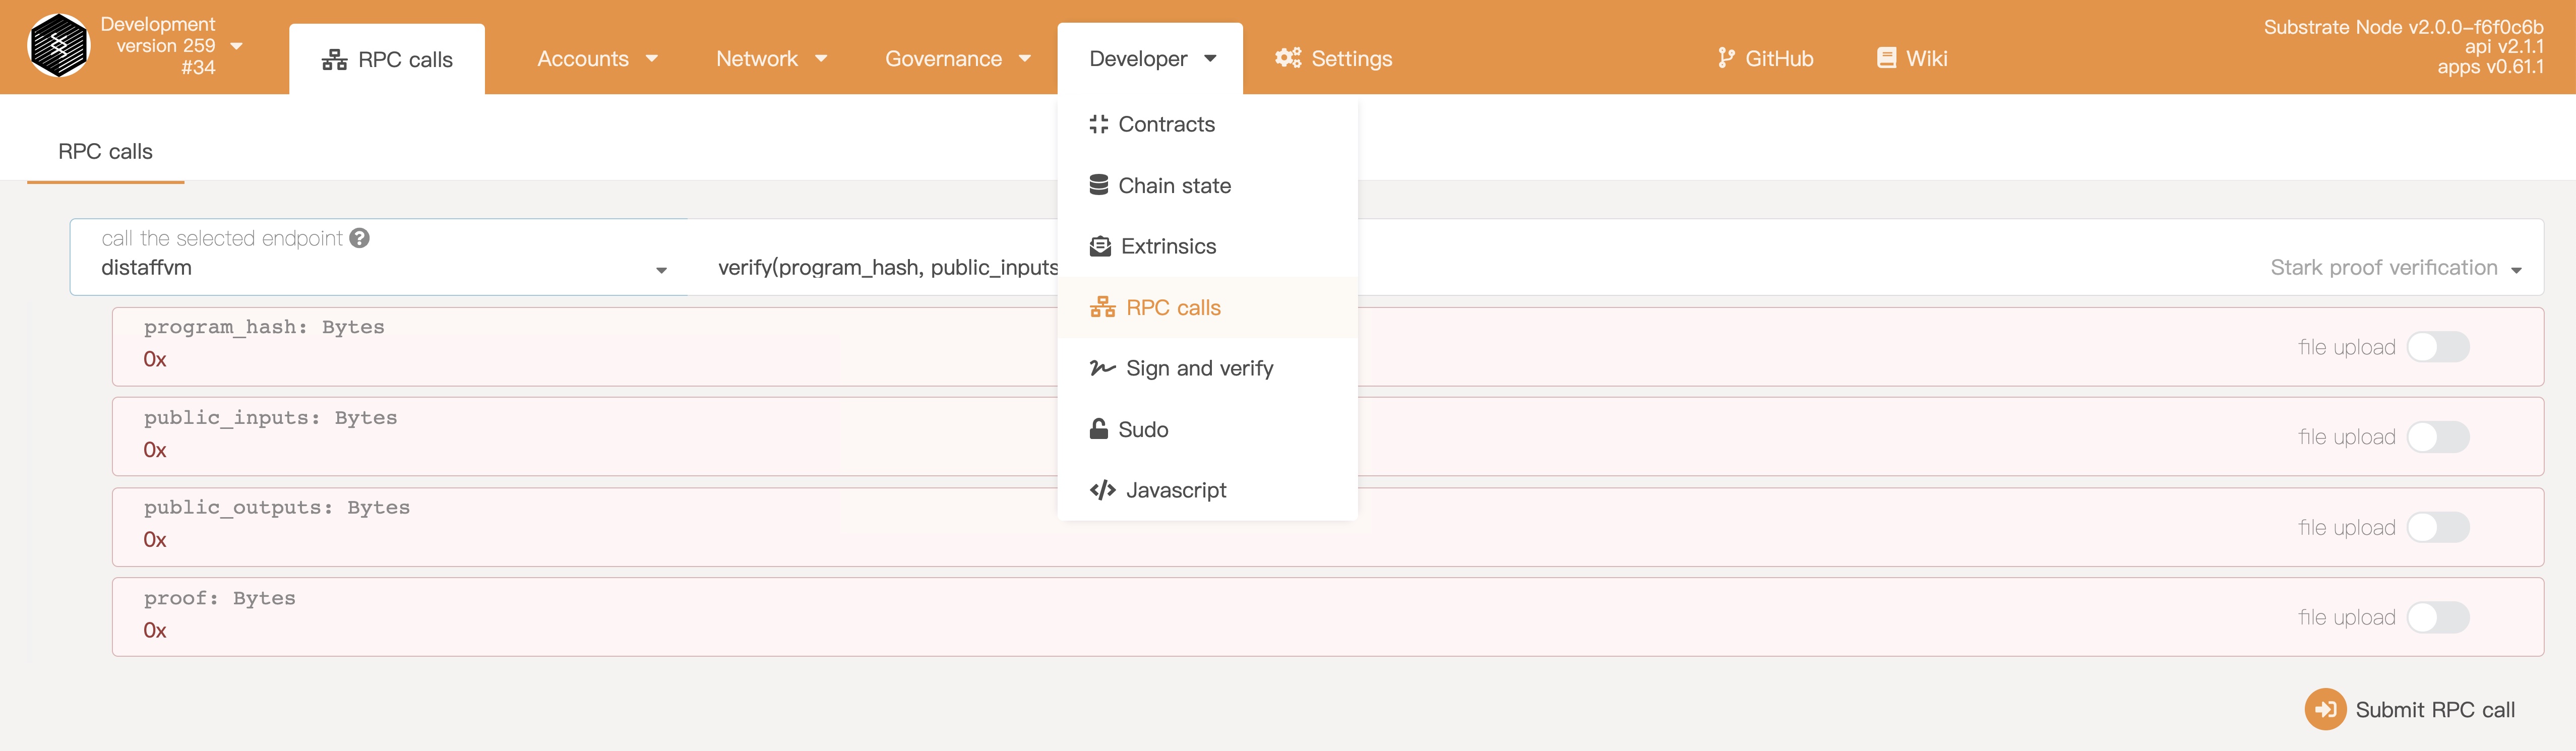 Development
version 259
#34
RPC calls
Accounts
Network
Governance
Developer
Settings
GitHub
Wiki
Substrate Node v2.0.0-f6f0c6b
api v2.1.1
apps v0.61.1
RPC calls
Contracts
Chain state
Extrinsics
RPC calls
Sign and verify
Sudo
Javascript
call the selected endpoint
distaffvm
verify(program_hash, public_inputs
Stark proof verification
program_hash: Bytes
0x
file upload
public_inputs: Bytes
0x
file upload
public_outputs: Bytes
0x
file upload
proof: Bytes
0x
file upload
Submit RPC call